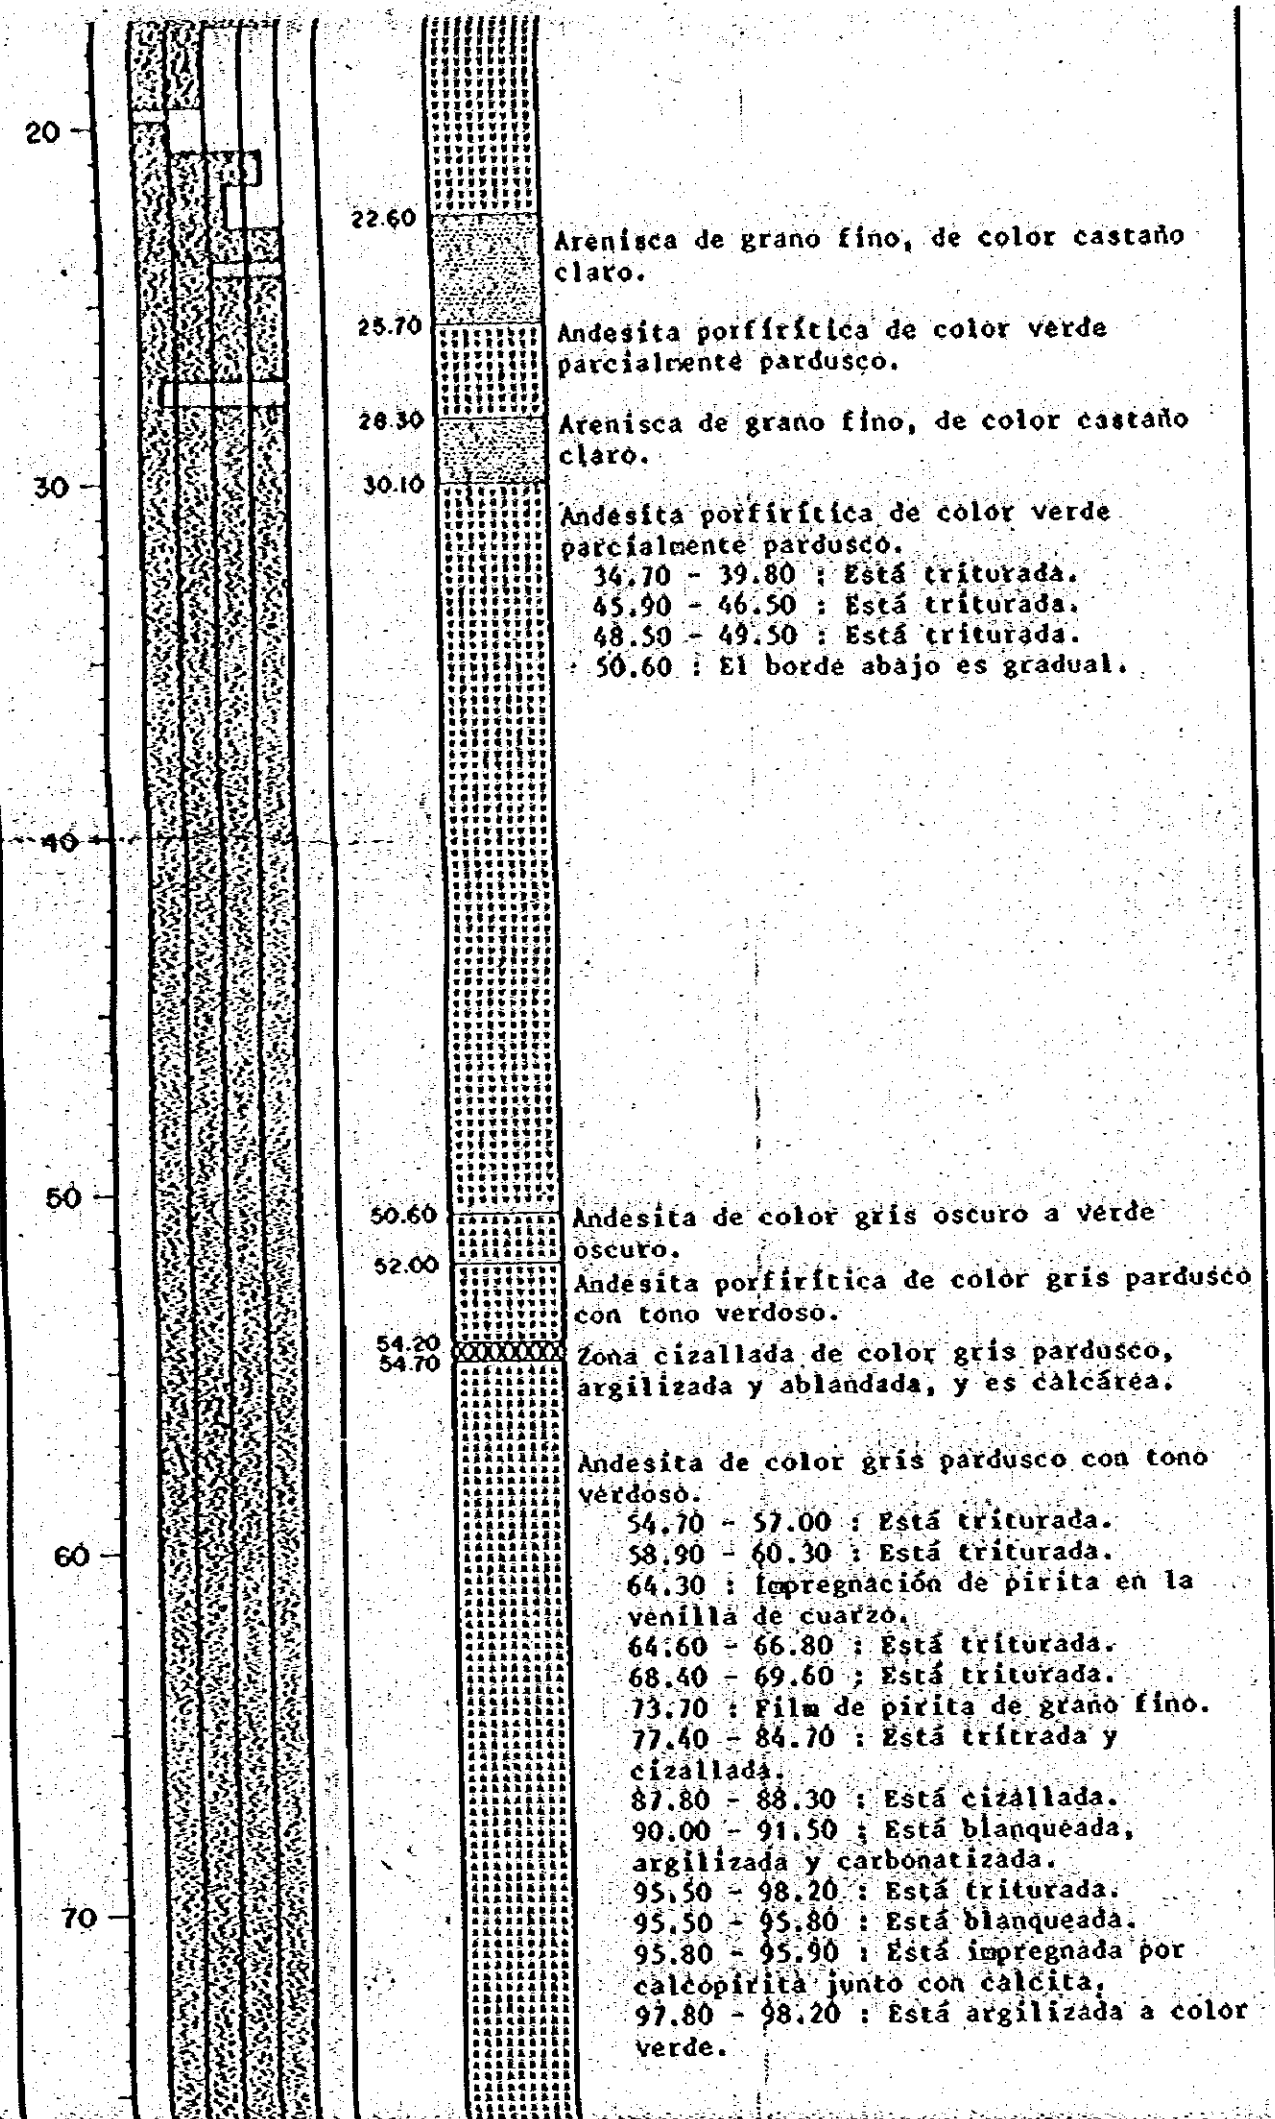 20
22.60
Arenisca de grano fino, de color castaño
claro.
25.70
Andesita porfirítica de color verde
parcialmente pardusco.
28.30
Arenisca de grano fino, de color castaño
claro.
30
30.10
Andesita porfirítica de color verde
parcialmente pardusco.
34.70 - 39.80 : Está triturada.
45.90 - 46.50 : Está triturada.
48.50 - 49.50 : Está triturada.
50.60 : El borde abajo es gradual.
40
50
50.60
Andesita de color gris oscuro a verde
oscuro.
52.00
Andesita porfirítica de color gris pardusco
con tono verdoso.
54.20
54.70
Zona cizallada de color gris pardusco,
argilizada y ablandada, y es calcárea.
Andesita de color gris pardusco con tono
verdoso.
54.70 - 57.00 : Está triturada.
58.90 - 60.30 : Está triturada.
60
64.30 : Impregnación de pirita en la
venilla de cuarzo.
64.60 - 66.80 : Está triturada.
68.40 - 69.60 : Está triturada.
73.70 : Film de pirita de grano fino.
77.40 - 84.70 : Está tritrada y
cizallada.
87.80 - 88.30 : Está cizallada.
90.00 - 91.50 : Está blanqueada,
argilizada y carbonatizada.
95.50 - 98.20 : Está triturada.
70
95.50 - 95.80 : Está blanqueada.
95.80 - 95.90 : Está impregnada por
calcopirita junto con calcita.
97.80 - 98.20 : Está argilizada a color
verde.